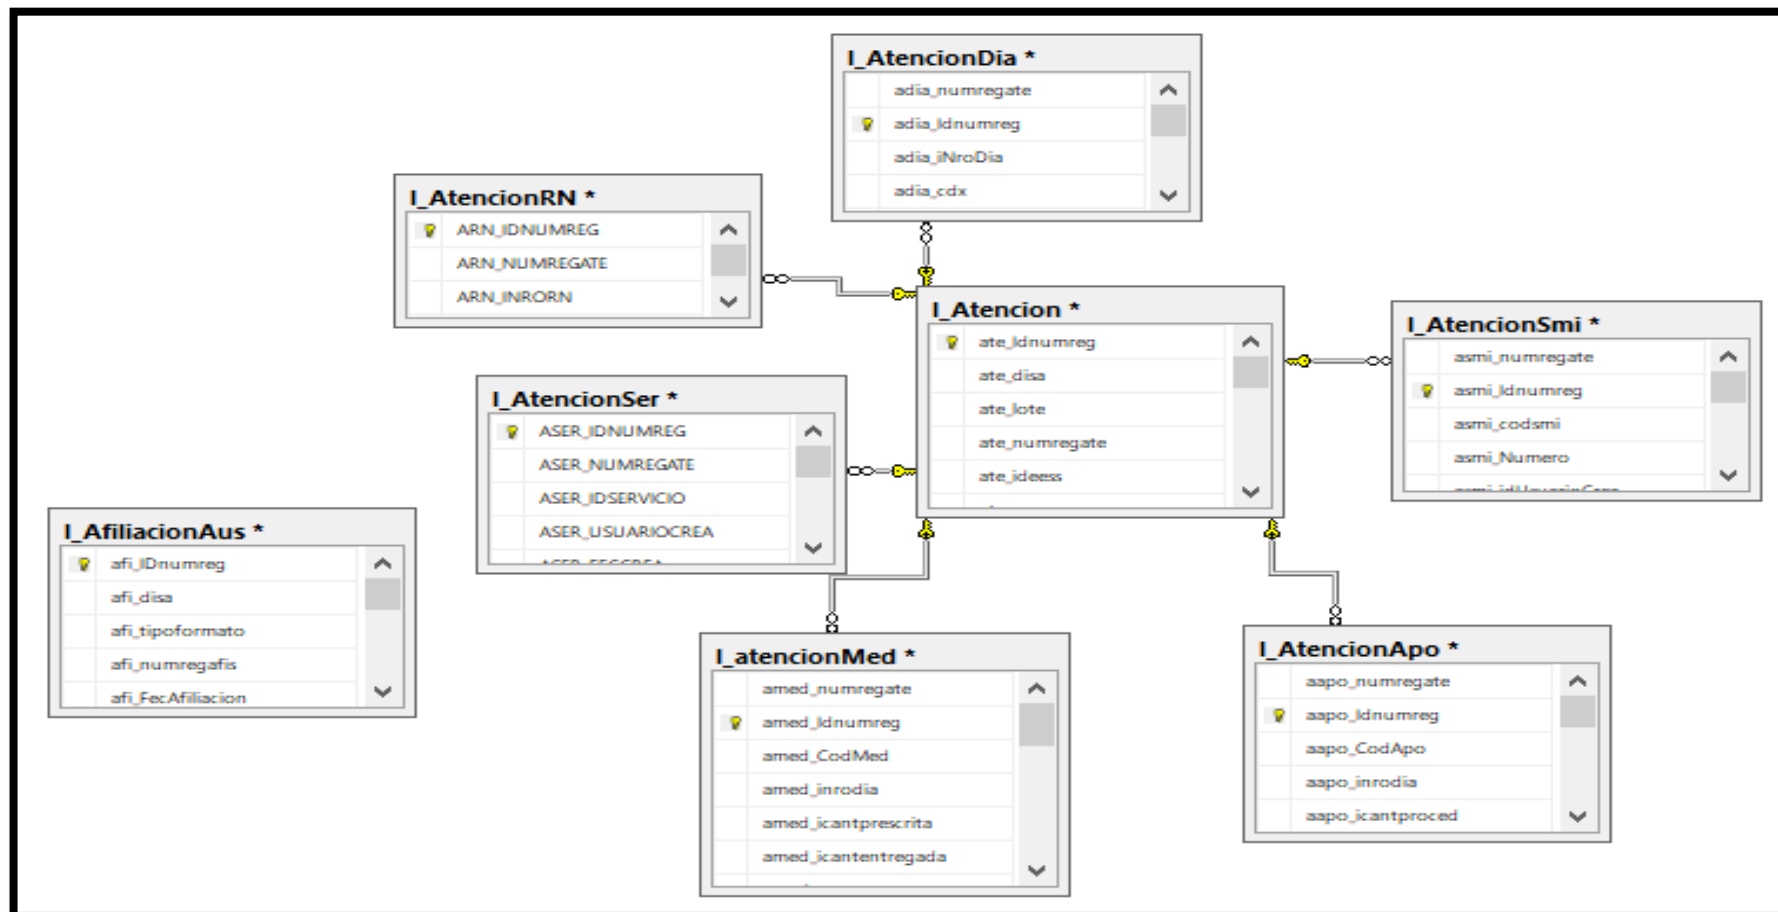 I_AtencionDia *
adia_numregate
adia_Idnumreg
adia_iNroDia
adia_cdx
I_AtencionRN *
ARN_IDNUMREG
ARN_NUMREGATE
ARN_INRORN
I_Atencion *
ate_Idnumreg
ate_disa
ate_lote
ate_numregate
ate_ideess
I_AtencionSmi *
asmi_numregate
asmi_Idnumreg
asmi_codsmi
asmi_Numero
I_AtencionSer *
ASER_IDNUMREG
ASER_NUMREGATE
ASER_IDSERVICIO
ASER_USUARIOCREA
ASER_FECCREA
I_AfiliacionAus *
afi_IDnumreg
afi_disa
afi_tipoformato
afi_numregafis
afi_FecAfiliacion
I_atencionMed *
amed_numregate
amed_Idnumreg
amed_CodMed
amed_inrodia
amed_icantprescrita
amed_icantentregada
I_AtencionApo *
aapo_numregate
aapo_Idnumreg
aapo_CodApo
aapo_inrodia
aapo_icantproced